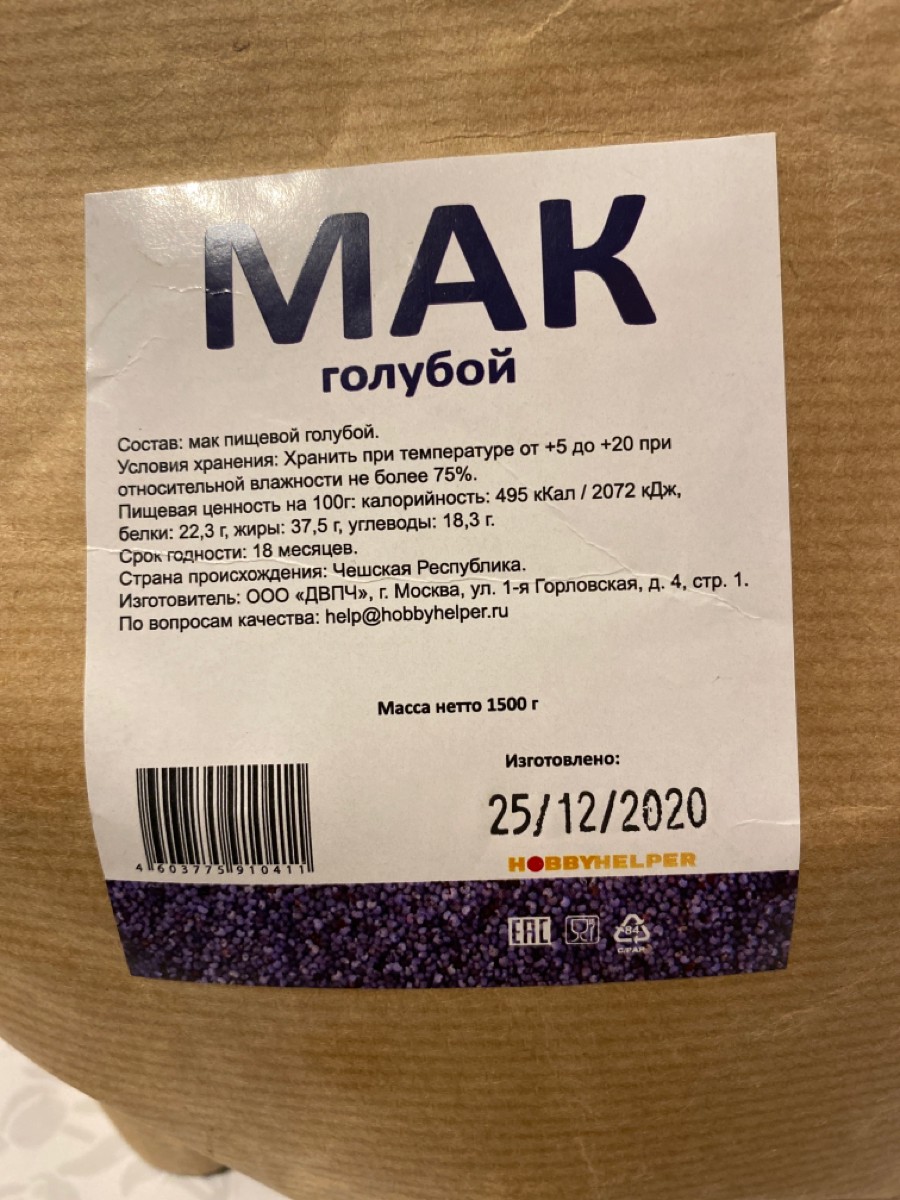 МАК
голубой
Состав: мак пищевой голубой.
Условия хранения: Хранить при температуре от +5 до +20 при
относительной влажности не более 75%.
Пищевая ценность на 100г: калорийность: 495 кКал / 2072 кДж,
белки: 22,3 г, жиры: 37,5 г, углеводы: 18,3 г.
Срок годности: 18 месяцев.
Страна происхождения: Чешская Республика.
Изготовитель: ООО «ДВПЧ», г. Москва, ул. 1-я Горловская, д. 4, стр. 1.
По вопросам качества: help@hobbyhelper.ru
Масса нетто 1500 г
Изготовлено:
25/12/2020
HOBBYHELPER
4 603775 910411
EAC
84
C/PAP